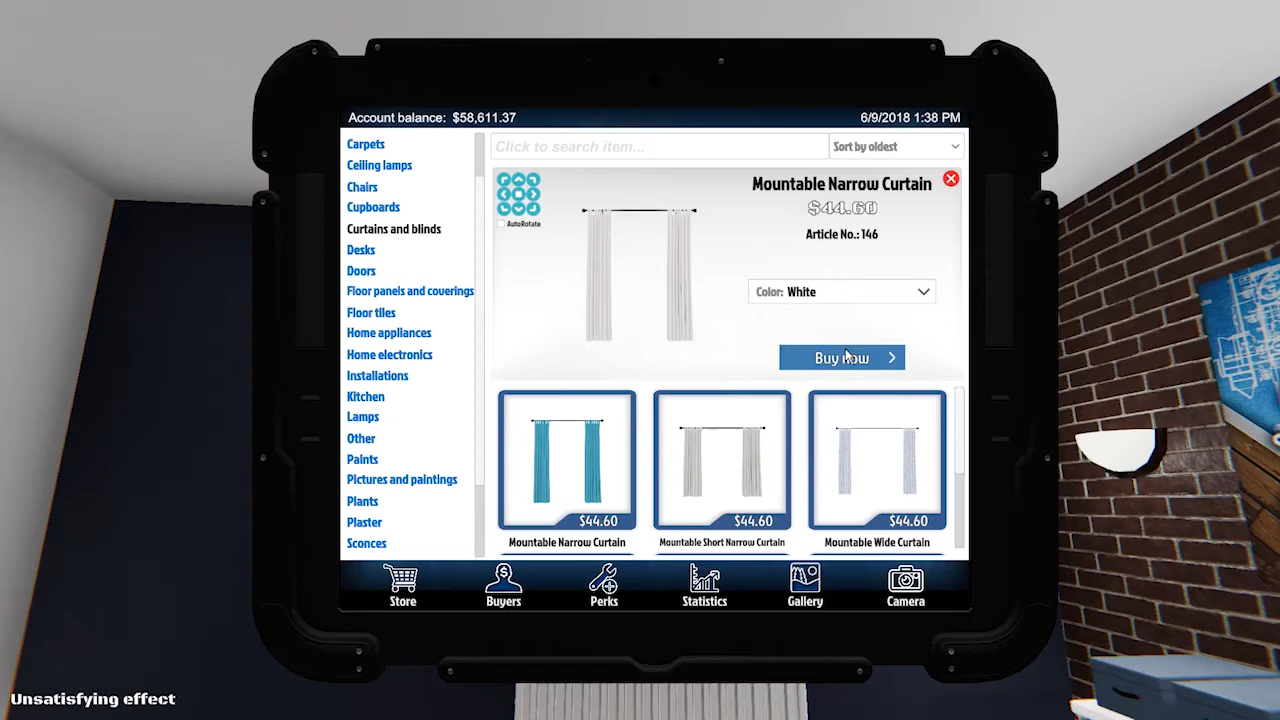 Account balance: $58,611.37
6/9/2018 1:38 PM
Carpets
Ceiling lamps
Chairs
Cupboards
Curtains and blinds
Desks
Doors
Floor panels and coverings
Floor tiles
Home appliances
Home electronics
Installations
Kitchen
Lamps
Other
Paints
Pictures and paintings
Plants
Plaster
Sconces
Click to search item...
Sort by oldest
AutoRotate
Mountable Narrow Curtain
$44.60
Article No.: 146
Color: White
Buy now
$44.60
$44.60
$44.60
Mountable Narrow Curtain
Mountable Short Narrow Curtain
Mountable Wide Curtain
Store
Buyers
Perks
Statistics
Gallery
Camera
Unsatisfying effect